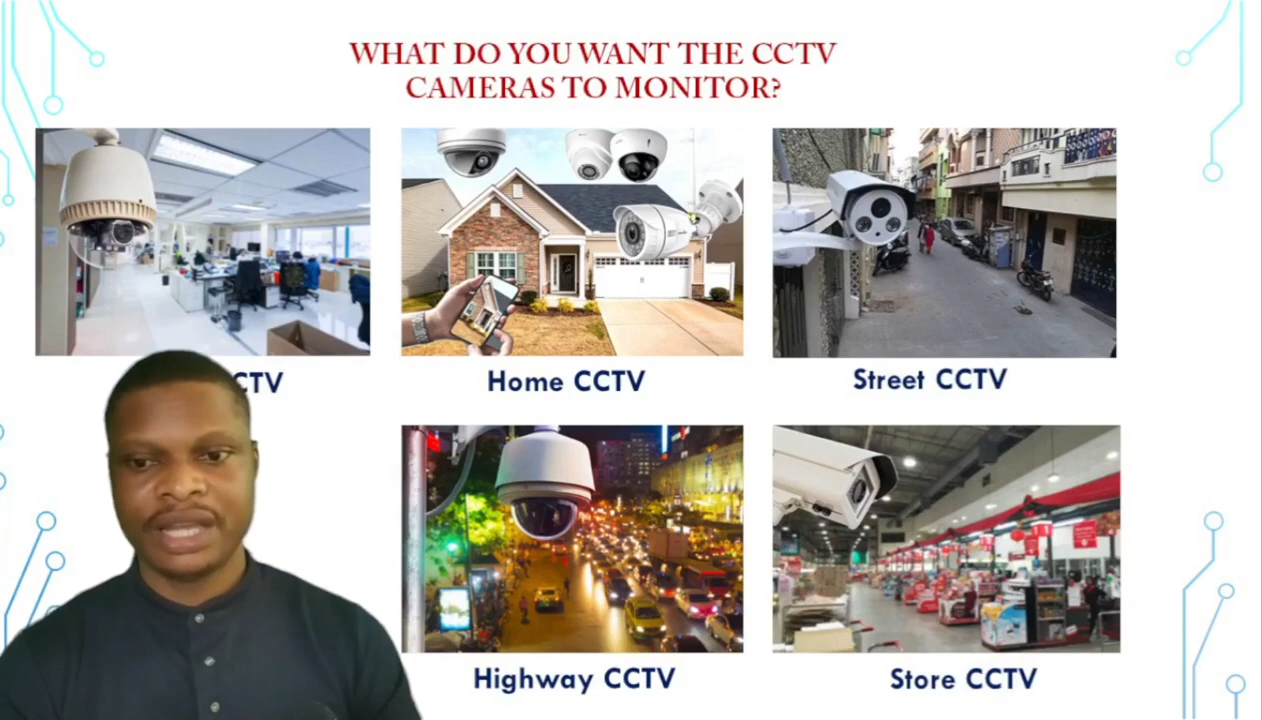 WHAT DO YOU WANT THE CCTV
CAMERAS TO MONITOR?
CTV
Home CCTV
Street CCTV
Highway CCTV
Store CCTV